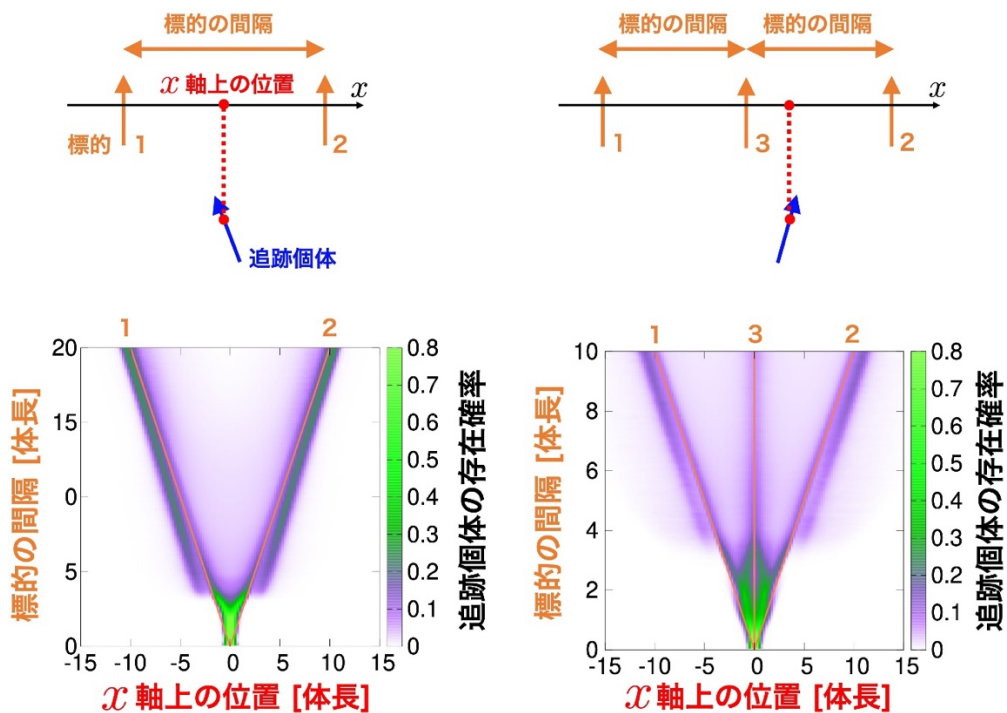 標的の間隔
x 軸上の位置
x
標的 1
2
追跡個体
標的の間隔 標的の間隔
x
1
3
2
1 2
20
15
0
5
0
標的の間隔 [体長]
-15 -10 -5 0 5 10 15
x 軸上の位置 [体長]
0.8
0.7
0.6
0.5
0.4
0.3
0.2
0.1
0
追跡個体の存在確率
1 3 2
10
8
6
4
2
0
標的の間隔 [体長]
-15 -10 -5 0 5 10 15
x 軸上の位置 [体長]
0.8
0.7
0.6
0.5
0.4
0.3
0.2
0.1
0
追跡個体の存在確率